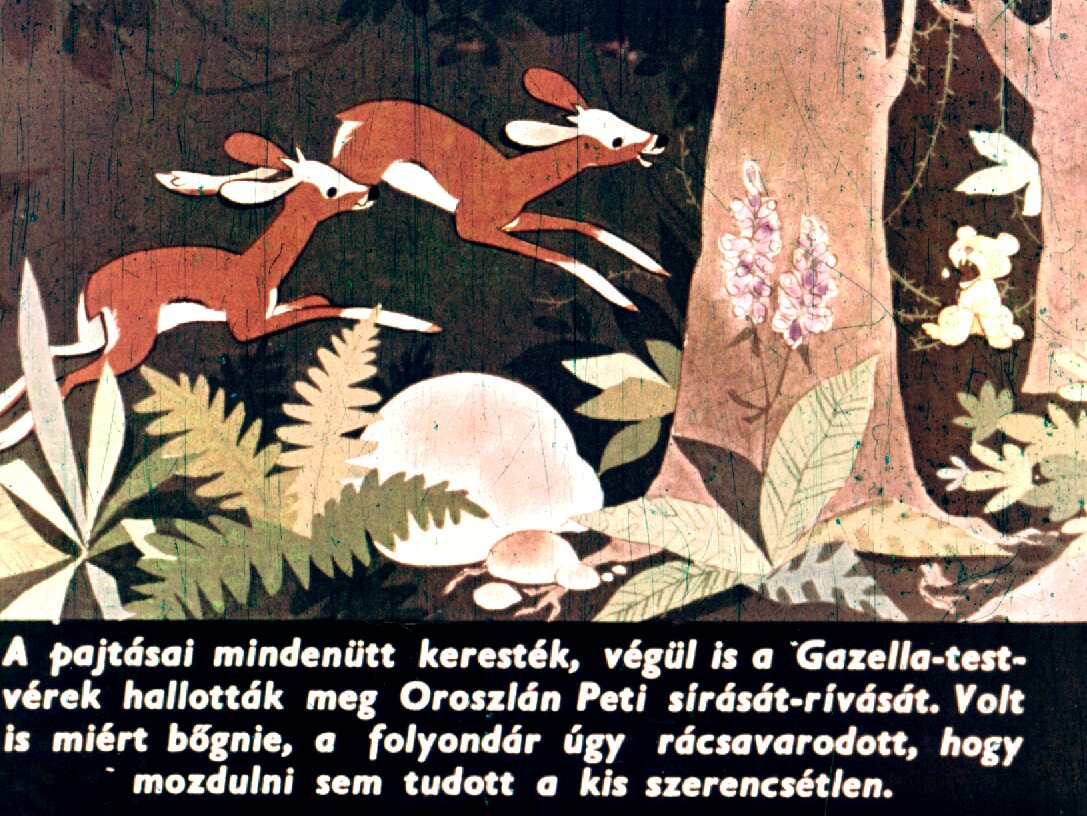 A pajtásai mindenütt keresték, végül is a Gazella-test-
vérek hallották meg Oroszlán Peti sírását-rívását. Volt
is miért bőgnie, a folyondár úgy rácsavarodott, hogy
mozdulni sem tudott a kis szerencsétlen.